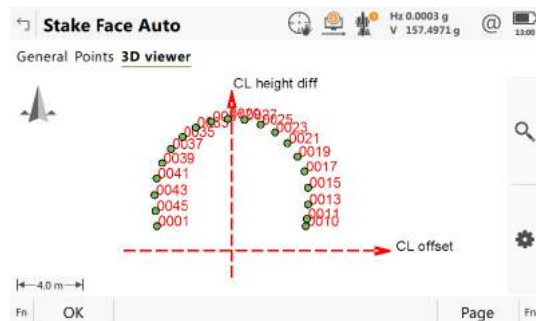 Stake Face Auto
Hz 0.0003 g
V 157.4971 g
@
13:00
General Points 3D viewer
CL height diff
0025
0023
0035
0021
0037
0019
0039
0017
0041
0015
0043
0013
0045
0011
0001
0010
CL offset
4.0 m
Fn OK Page Fn